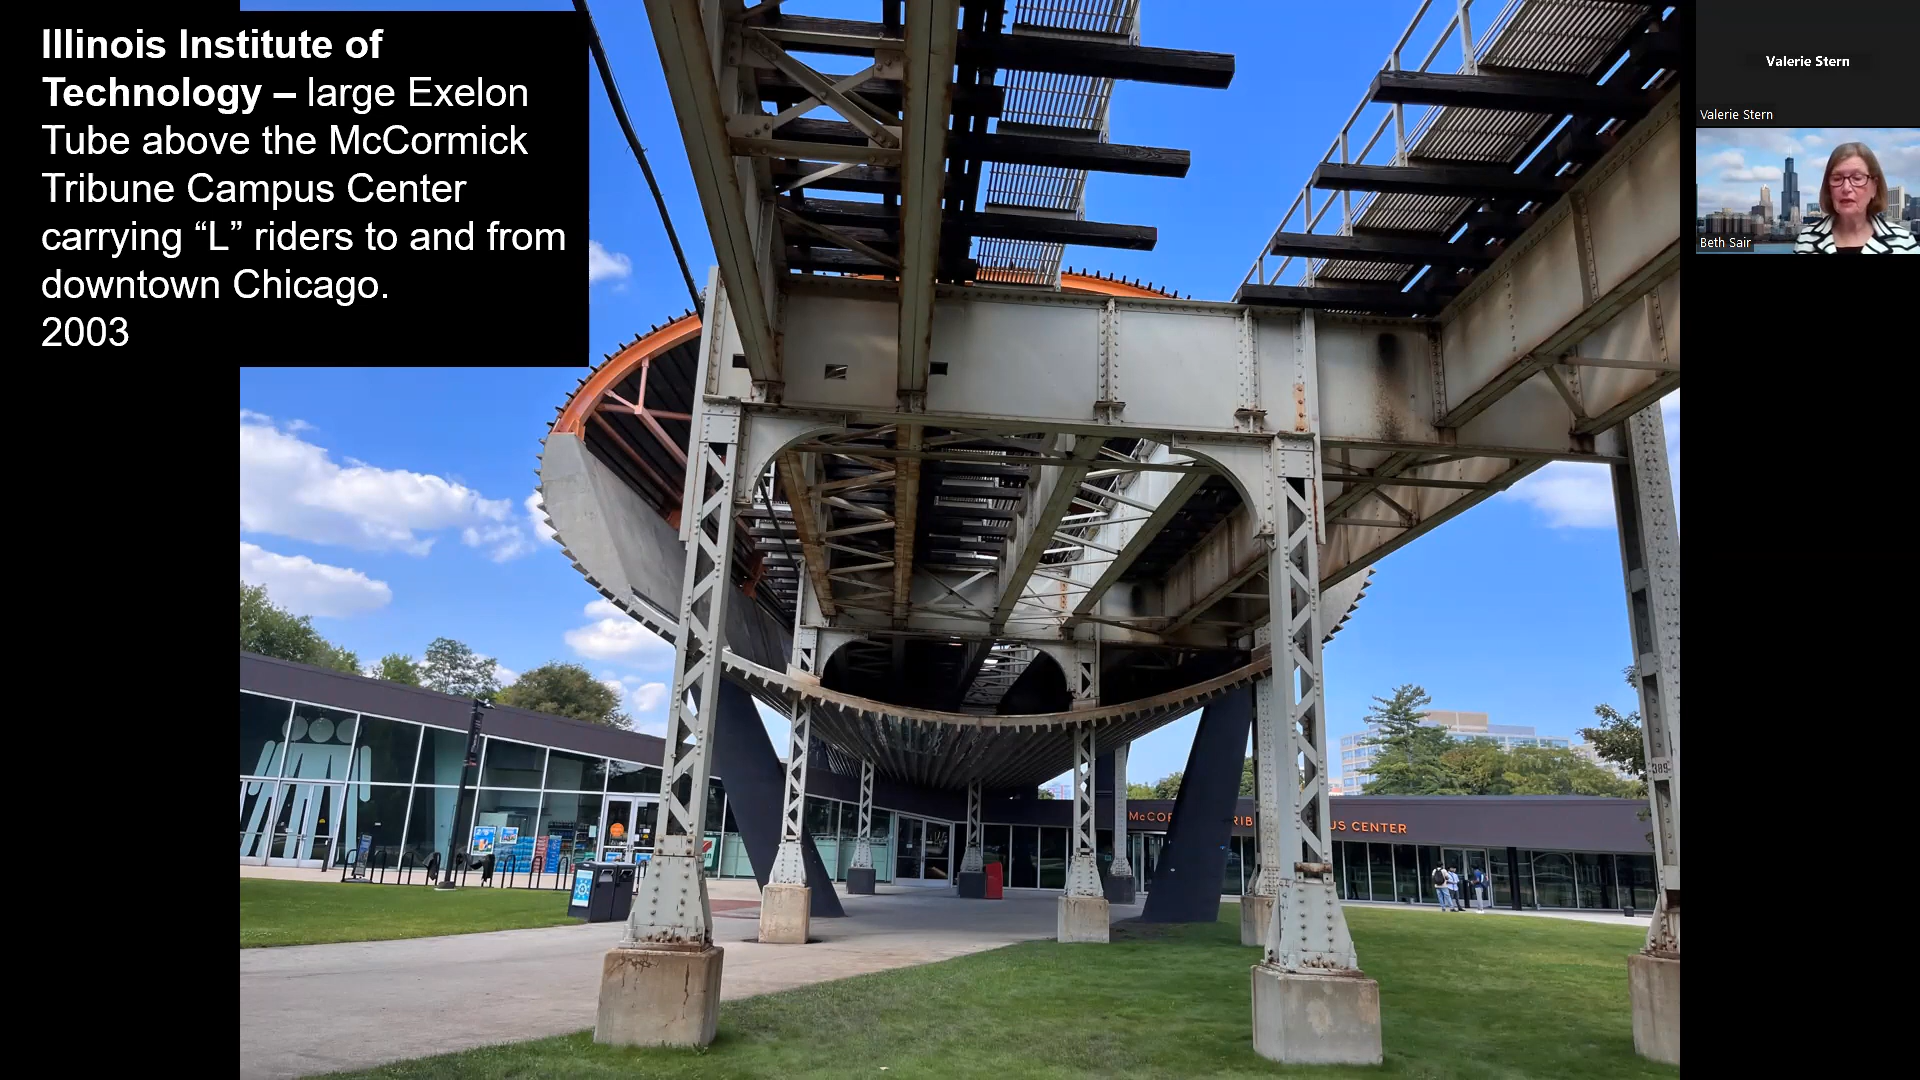 Illinois Institute of
Technology – large Exelon
Tube above the McCormick
Tribune Campus Center
carrying “L” riders to and from
downtown Chicago.
2003
Valerie Stern
Valerie Stern
Beth Sair
389
US CENTER